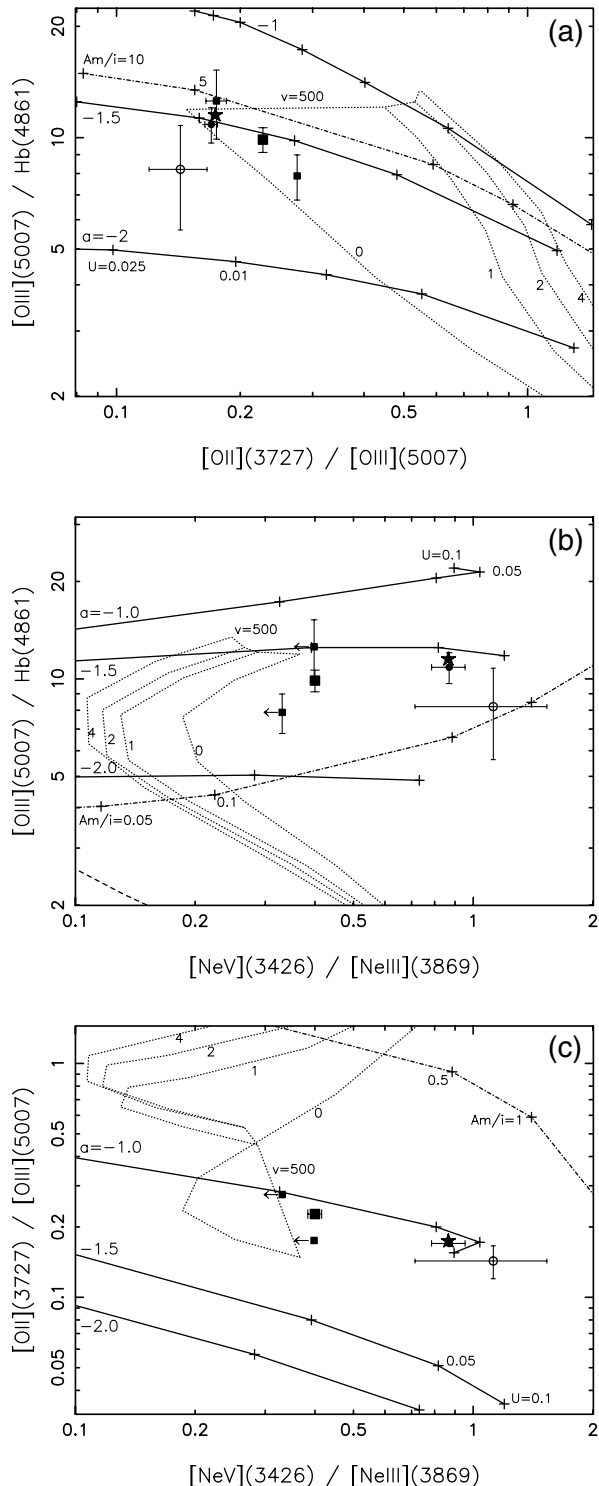 (a)
20
10
5
2
[OIII](5007) / Hb(4861)
Am/i=10
5
-1
-1.5
v=500
a=-2
U=0.025
0.01
0
1
2
4
0.1
0.2
0.5
1
[OII](3727) / [OIII](5007)
(b)
20
10
5
2
[OIII](5007) / Hb(4861)
U=0.1
0.05
a=-1.0
v=500
-1.5
4
2
1
0
-2.0
0.1
Am/i=0.05
0.1
0.2
0.5
1
2
[NeV](3426) / [NeIII](3869)
(c)
1
0.5
0.2
0.1
0.05
[OII](3727) / [OIII](5007)
4
2
1
0
0.5
Am/i=1
a=-1.0
v=500
-1.5
-2.0
0.05
U=0.1
0.1
0.2
0.5
1
2
[NeV](3426) / [NeIII](3869)